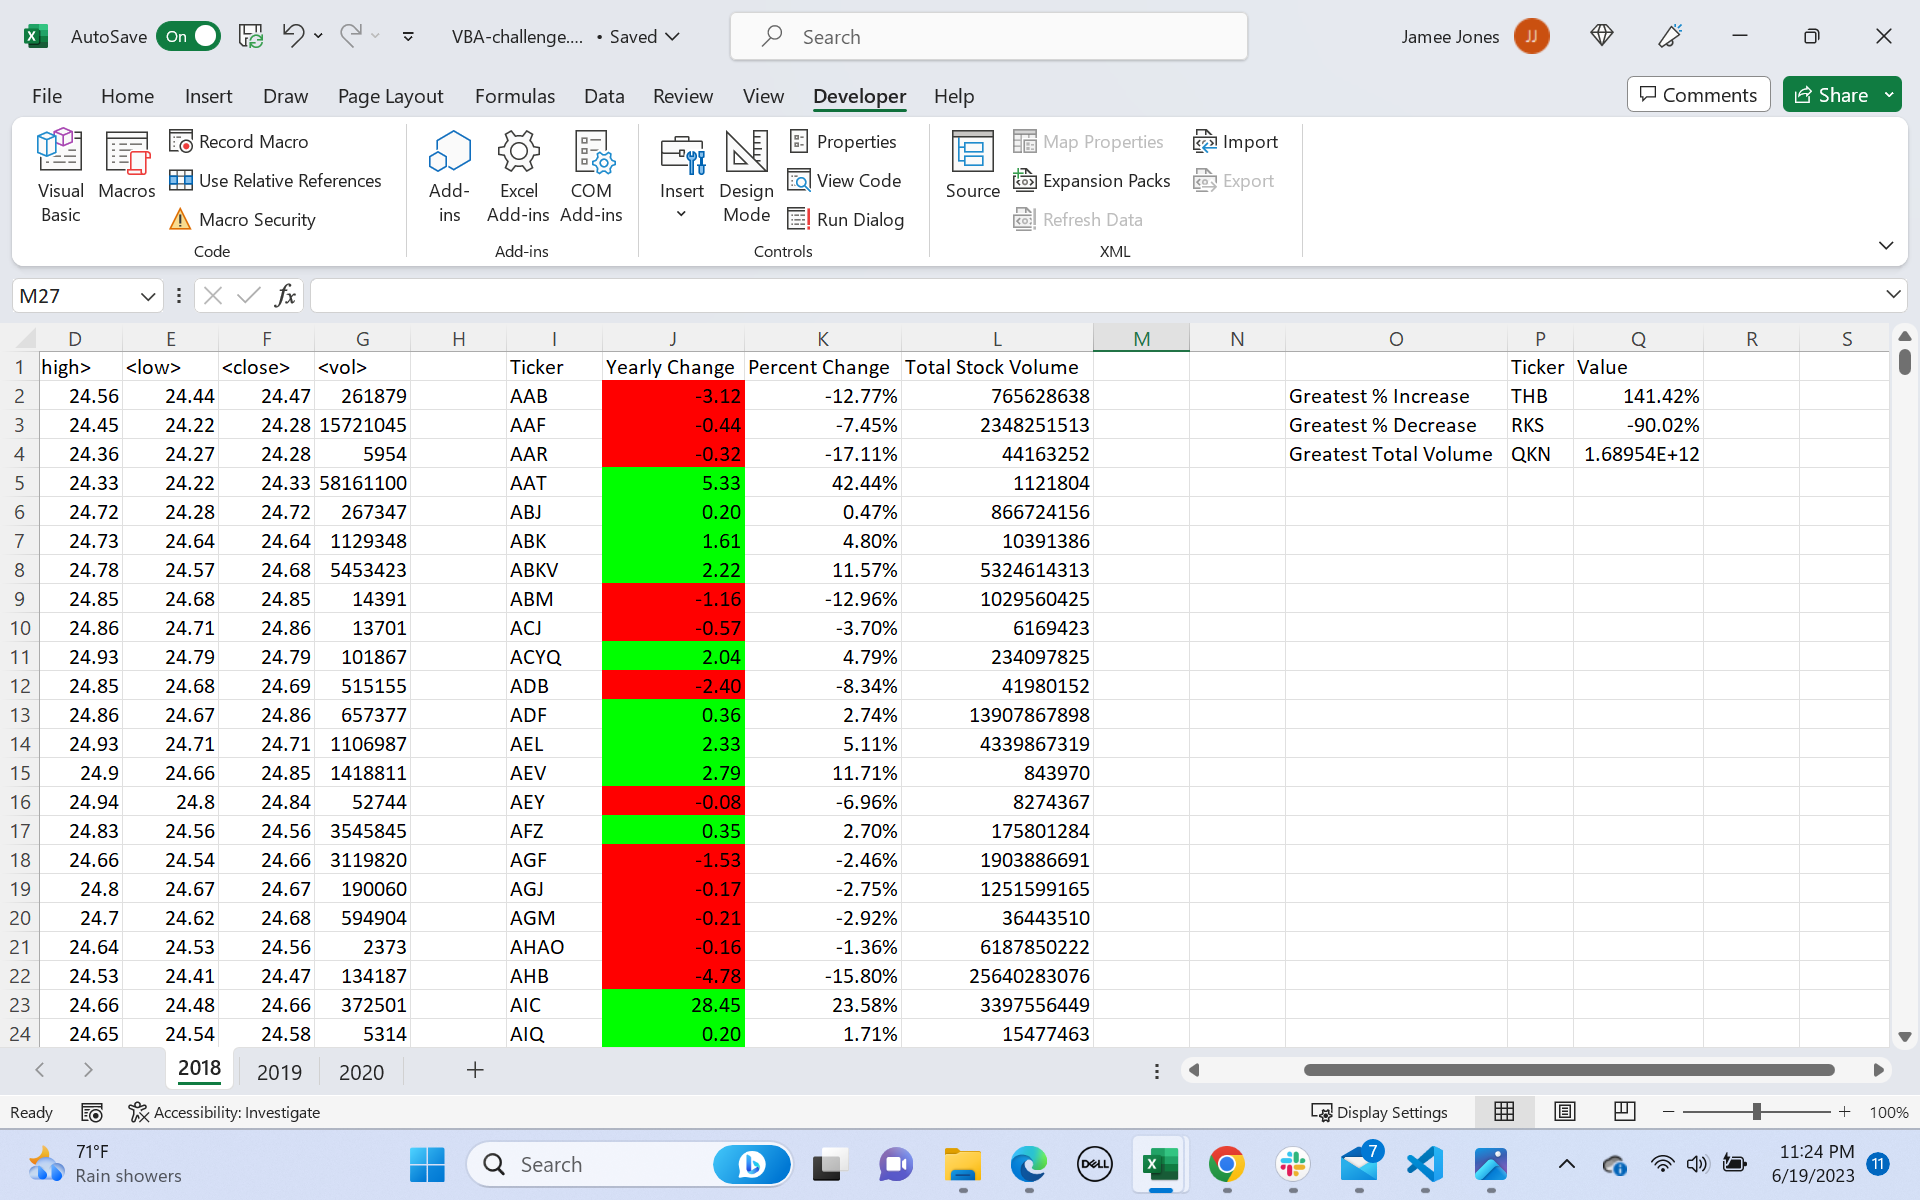 AutoSave On VBA-challenge.... • Saved Search Jamee Jones JJ
File Home Insert Draw Page Layout Formulas Data Review View Developer Help Comments Share
Visual Basic
Macros
Record Macro
Use Relative References
Macro Security
Code
Add-ins
Excel Add-ins
COM Add-ins
Add-ins
Insert
Design Mode
Properties
View Code
Run Dialog
Controls
Source
Map Properties
Expansion Packs
Refresh Data
Import
Export
XML
M27 fx
D E F G H I J K L M N O P Q R S
1 high> <low> <close> <vol> Ticker Yearly Change Percent Change Total Stock Volume Ticker Value
2 24.56 24.44 24.47 261879 AAB -3.12 -12.77% 765628638 Greatest % Increase THB 141.42%
3 24.45 24.22 24.28 15721045 AAF -0.44 -7.45% 2348251513 Greatest % Decrease RKS -90.02%
4 24.36 24.27 24.28 5954 AAR -0.32 -17.11% 44163252 Greatest Total Volume QKN 1.68954E+12
5 24.33 24.22 24.33 58161100 AAT 5.33 42.44% 1121804
6 24.72 24.28 24.72 267347 ABJ 0.20 0.47% 866724156
7 24.73 24.64 24.64 1129348 ABK 1.61 4.80% 10391386
8 24.78 24.57 24.68 5453423 ABKV 2.22 11.57% 5324614313
9 24.85 24.68 24.85 14391 ABM -1.16 -12.96% 1029560425
10 24.86 24.71 24.86 13701 ACJ -0.57 -3.70% 6169423
11 24.93 24.79 24.79 101867 ACYQ 2.04 4.79% 234097825
12 24.85 24.68 24.69 515155 ADB -2.40 -8.34% 41980152
13 24.86 24.67 24.86 657377 ADF 0.36 2.74% 13907867898
14 24.93 24.71 24.71 1106987 AEL 2.33 5.11% 4339867319
15 24.9 24.66 24.85 1418811 AEV 2.79 11.71% 843970
16 24.94 24.8 24.84 52744 AEY -0.08 -6.96% 8274367
17 24.83 24.56 24.56 3545845 AFZ 0.35 2.70% 175801284
18 24.66 24.54 24.66 3119820 AGF -1.53 -2.46% 1903886691
19 24.8 24.67 24.67 190060 AGJ -0.17 -2.75% 1251599165
20 24.7 24.62 24.68 594904 AGM -0.21 -2.92% 36443510
21 24.64 24.53 24.56 2373 AHAO -0.16 -1.36% 6187850222
22 24.53 24.41 24.47 134187 AHB -4.78 -15.80% 25640283076
23 24.66 24.48 24.66 372501 AIC 28.45 23.58% 3397556449
24 24.65 24.54 24.58 5314 AIQ 0.20 1.71% 15477463
2018 2019 2020
Ready Accessibility: Investigate Display Settings 100%
71°F
Rain showers
Search
DELL
7
11:24 PM
6/19/2023
11